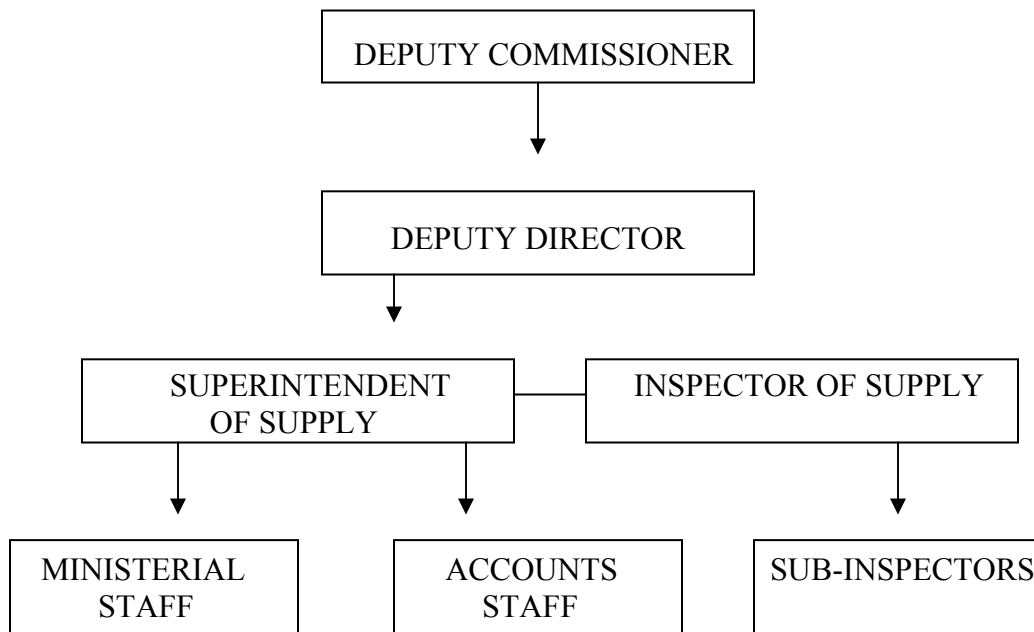 DEPUTY COMMISSIONER
DEPUTY DIRECTOR
SUPERINTENDENT
OF SUPPLY
INSPECTOR OF SUPPLY
MINISTERIAL
STAFF
ACCOUNTS
STAFF
SUB-INSPECTORS